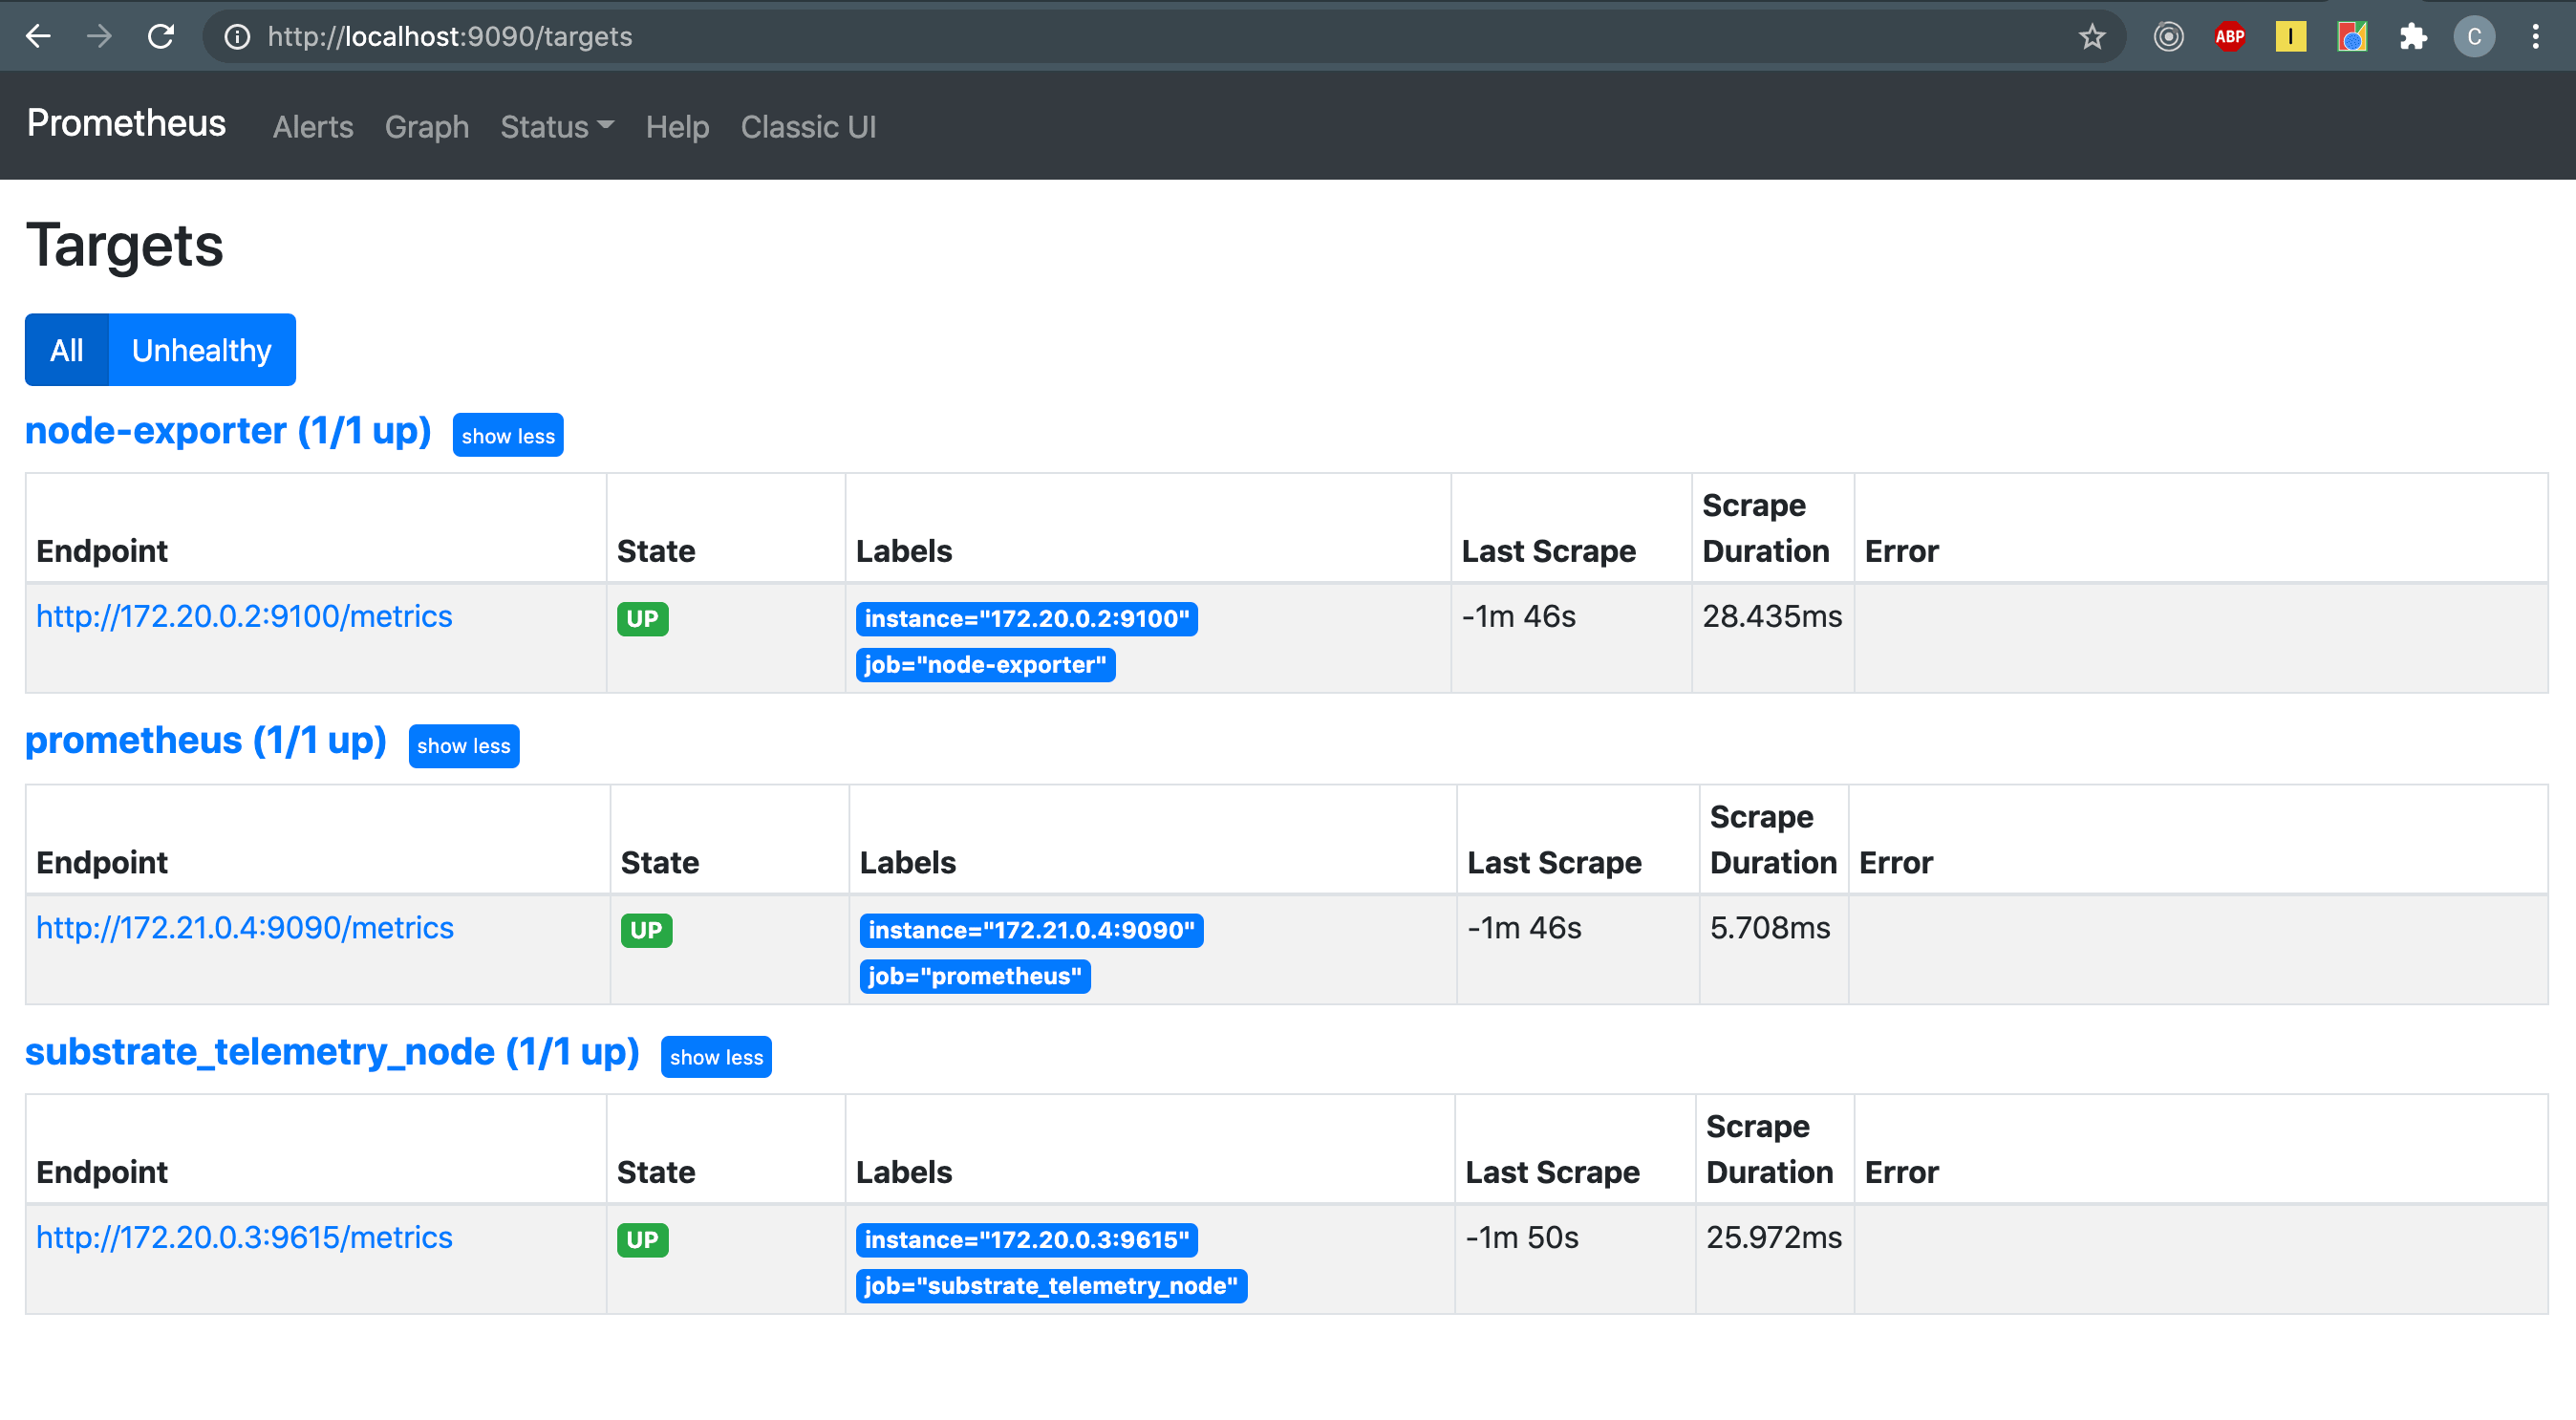 http://localhost:9090/targets
ABP
I
C
Prometheus Alerts Graph Status Help Classic UI
Targets
All Unhealthy
node-exporter (1/1 up) show less
Endpoint State Labels Last Scrape Scrape Duration Error
http://172.20.0.2:9100/metrics UP instance="172.20.0.2:9100" -1m 46s 28.435ms
job="node-exporter"
prometheus (1/1 up) show less
Endpoint State Labels Last Scrape Scrape Duration Error
http://172.21.0.4:9090/metrics UP instance="172.21.0.4:9090" -1m 46s 5.708ms
job="prometheus"
substrate_telemetry_node (1/1 up) show less
Endpoint State Labels Last Scrape Scrape Duration Error
http://172.20.0.3:9615/metrics UP instance="172.20.0.3:9615" -1m 50s 25.972ms
job="substrate_telemetry_node"